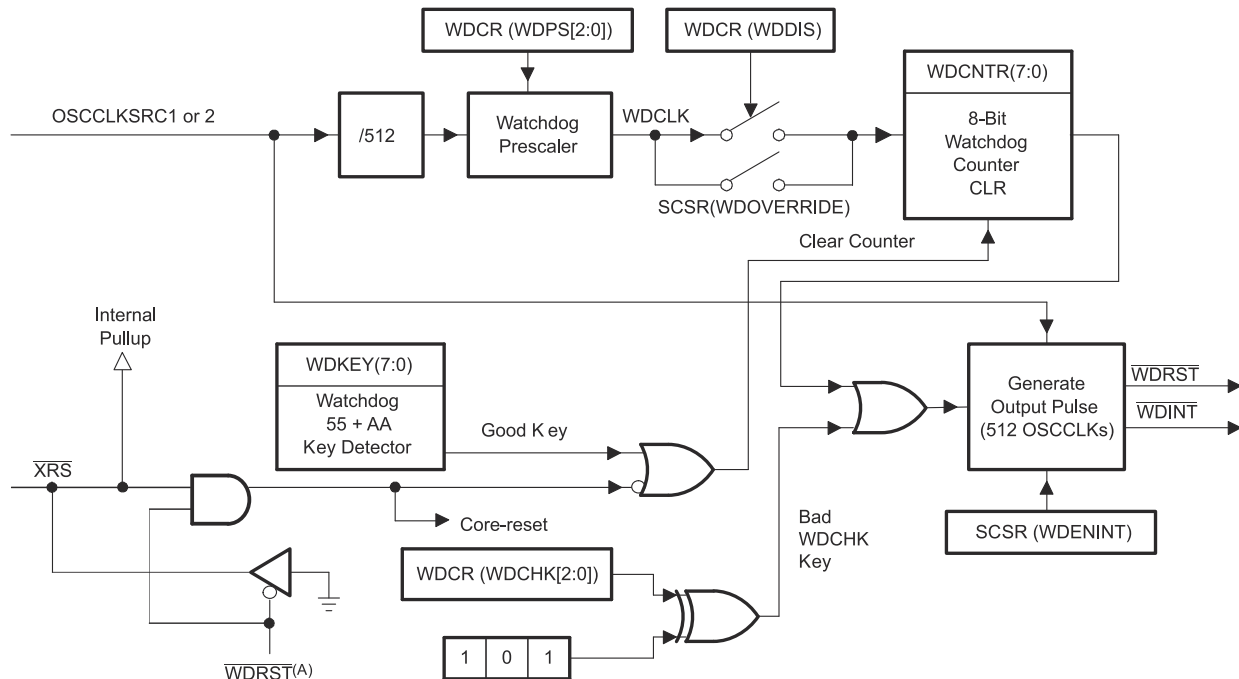 WDCR (WDPS[2:0])
WDCR (WDDIS)
WDCNTR(7:0)
OSCCLKSRC1 or 2
/512
Watchdog
Prescaler
WDCLK
8-Bit
Watchdog
Counter
CLR
SCSR(WDOVERRIDE)
Clear Counter
Internal
Pullup
WDKEY(7:0)
Watchdog
55 + AA
Key Detector
Good Key
Generate
Output Pulse
(512 OSCCLKs)
WDRST
WDINT
XRS
Core-reset
Bad
WDCHK
Key
SCSR (WDENINT)
WDCR (WDCHK[2:0])
1 0 1
WDRST(A)